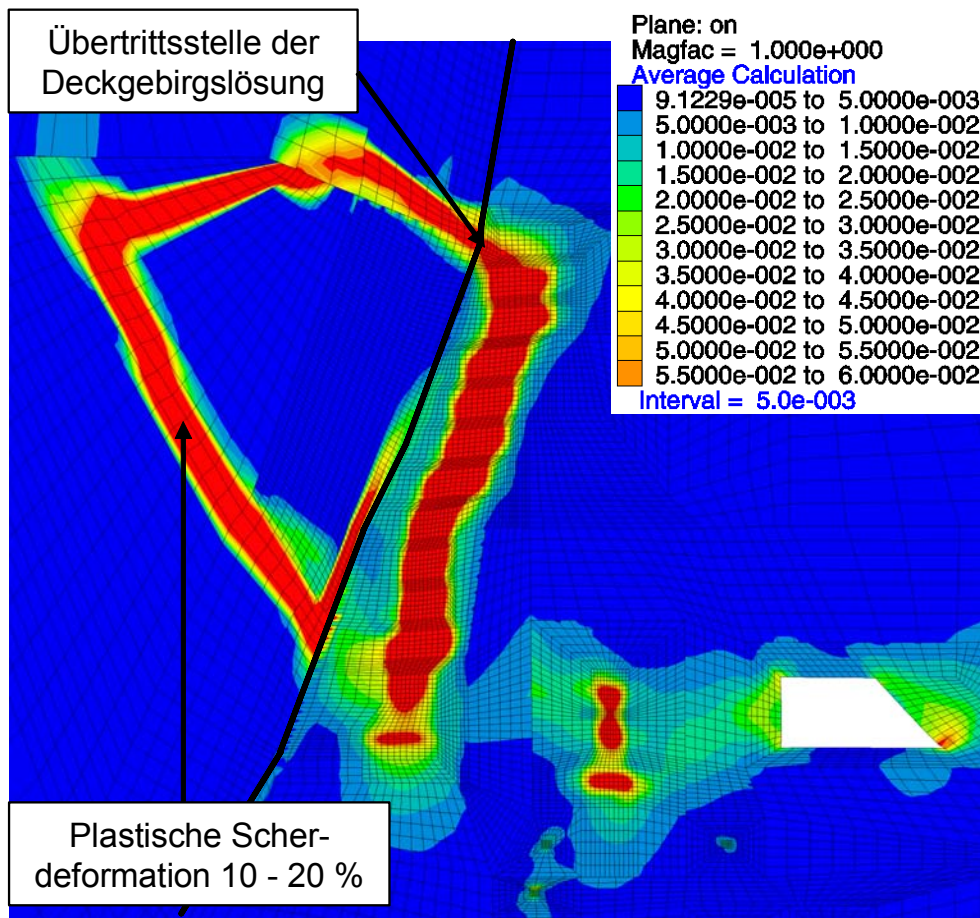 Übertrittsstelle der
Deckgebirgslösung
Plane: on
Magfac = 1.000e+000
Average Calculation
9.1229e-005 to 5.0000e-003
5.0000e-003 to 1.0000e-002
1.0000e-002 to 1.5000e-002
1.5000e-002 to 2.0000e-002
2.0000e-002 to 2.5000e-002
2.5000e-002 to 3.0000e-002
3.0000e-002 to 3.5000e-002
3.5000e-002 to 4.0000e-002
4.0000e-002 to 4.5000e-002
4.5000e-002 to 5.0000e-002
5.0000e-002 to 5.5000e-002
5.5000e-002 to 6.0000e-002
Interval = 5.0e-003
Plastische Scher-
deformation 10 - 20 %